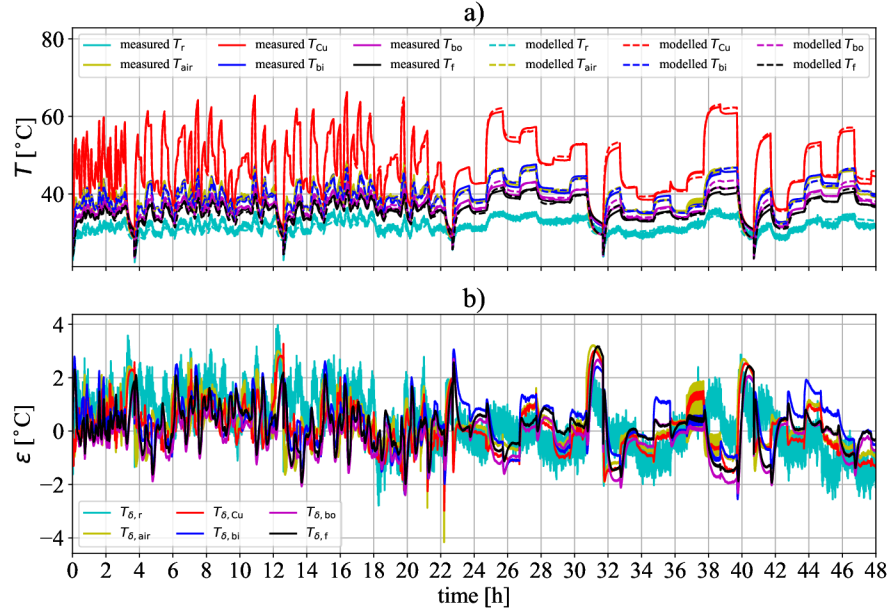 a)
measured T_r measured T_Cu measured T_bo modelled T_r modelled T_Cu modelled T_bo
measured T_air measured T_bi measured T_f modelled T_air modelled T_bi modelled T_f
80
60
40
T [°C]
b)
4
2
0
−2
−4
ε [°C]
T_δ, r T_δ, Cu T_δ, bo
T_δ, air T_δ, bi T_δ, f
0 2 4 6 8 10 12 14 16 18 20 22 24 26 28 30 32 34 36 38 40 42 44 46 48
time [h]